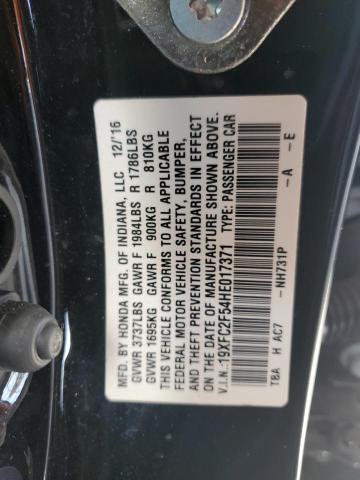 MFD. BY HONDA MFG. OF INDIANA, LLC 12/'16
GVWR 3737LBS GAWR F 1984LBS R 1786LBS
GVWR 1695KG GAWR F 900KG R 810KG
THIS VEHICLE CONFORMS TO ALL APPLICABLE
FEDERAL MOTOR VEHICLE SAFETY, BUMPER,
AND THEFT PREVENTION STANDARDS IN EFFECT
ON THE DATE OF MANUFACTURE SHOWN ABOVE.
V.I.N.:19XFC2F54HE017371 TYPE: PASSENGER CAR
TBA H AC7 -NH731P -A -E